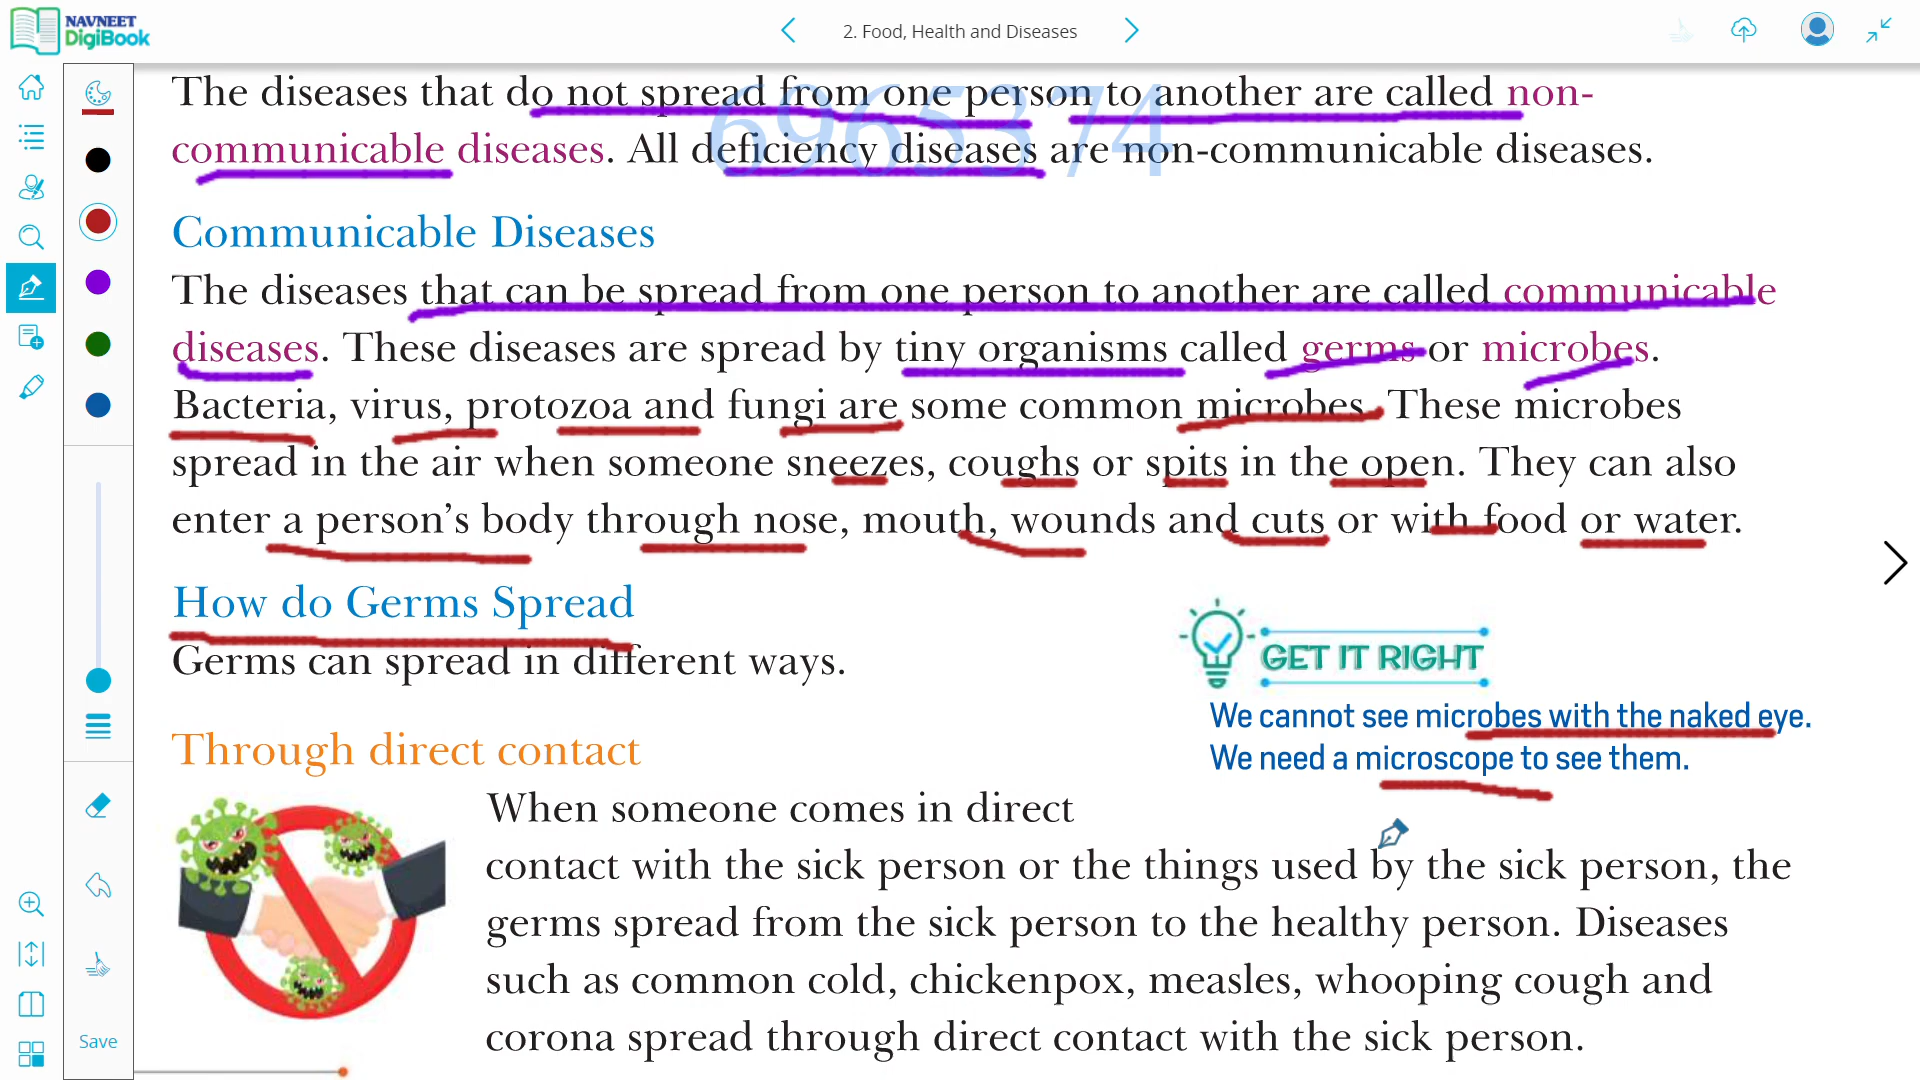 NAVNEET
DigiBook
2. Food, Health and Diseases
The diseases that do not spread from one person to another are called non-
communicable diseases. All deficiency diseases are non-communicable diseases.
6965374
Communicable Diseases
The diseases that can be spread from one person to another are called communicable
diseases. These diseases are spread by tiny organisms called germs or microbes.
Bacteria, virus, protozoa and fungi are some common microbes. These microbes
spread in the air when someone sneezes, coughs or spits in the open. They can also
enter a person's body through nose, mouth, wounds and cuts or with food or water.
How do Germs Spread
Germs can spread in different ways.
GET IT RIGHT
We cannot see microbes with the naked eye.
We need a microscope to see them.
Through direct contact
When someone comes in direct
contact with the sick person or the things used by the sick person, the
germs spread from the sick person to the healthy person. Diseases
such as common cold, chickenpox, measles, whooping cough and
corona spread through direct contact with the sick person.
Save